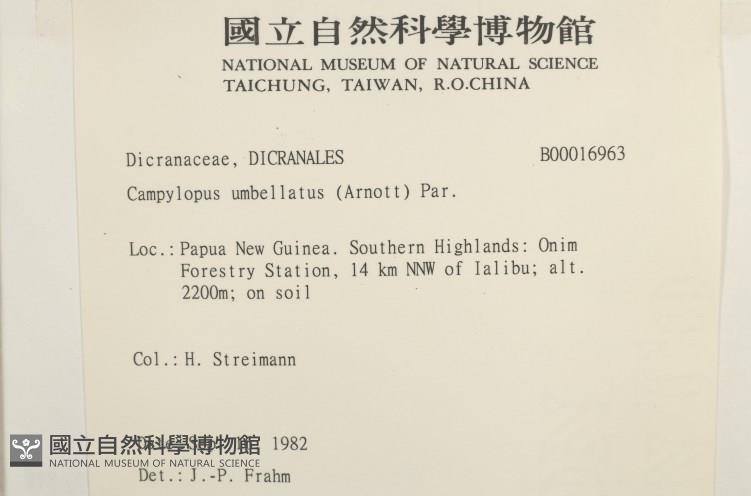 國立自然科學博物館
NATIONAL MUSEUM OF NATURAL SCIENCE
TAICHUNG, TAIWAN, R.O.CHINA
Dicranaceae, DICRANALES B00016963
Campylopus umbellatus (Arnott) Par.
Loc.: Papua New Guinea. Southern Highlands: Onim
Forestry Station, 14 km NNW of Ialibu; alt.
2200m; on soil
Col.: H. Streimann
1982
國立自然科學博物館
NATIONAL MUSEUM OF NATURAL SCIENCE
Det.: J.-P. Frahm